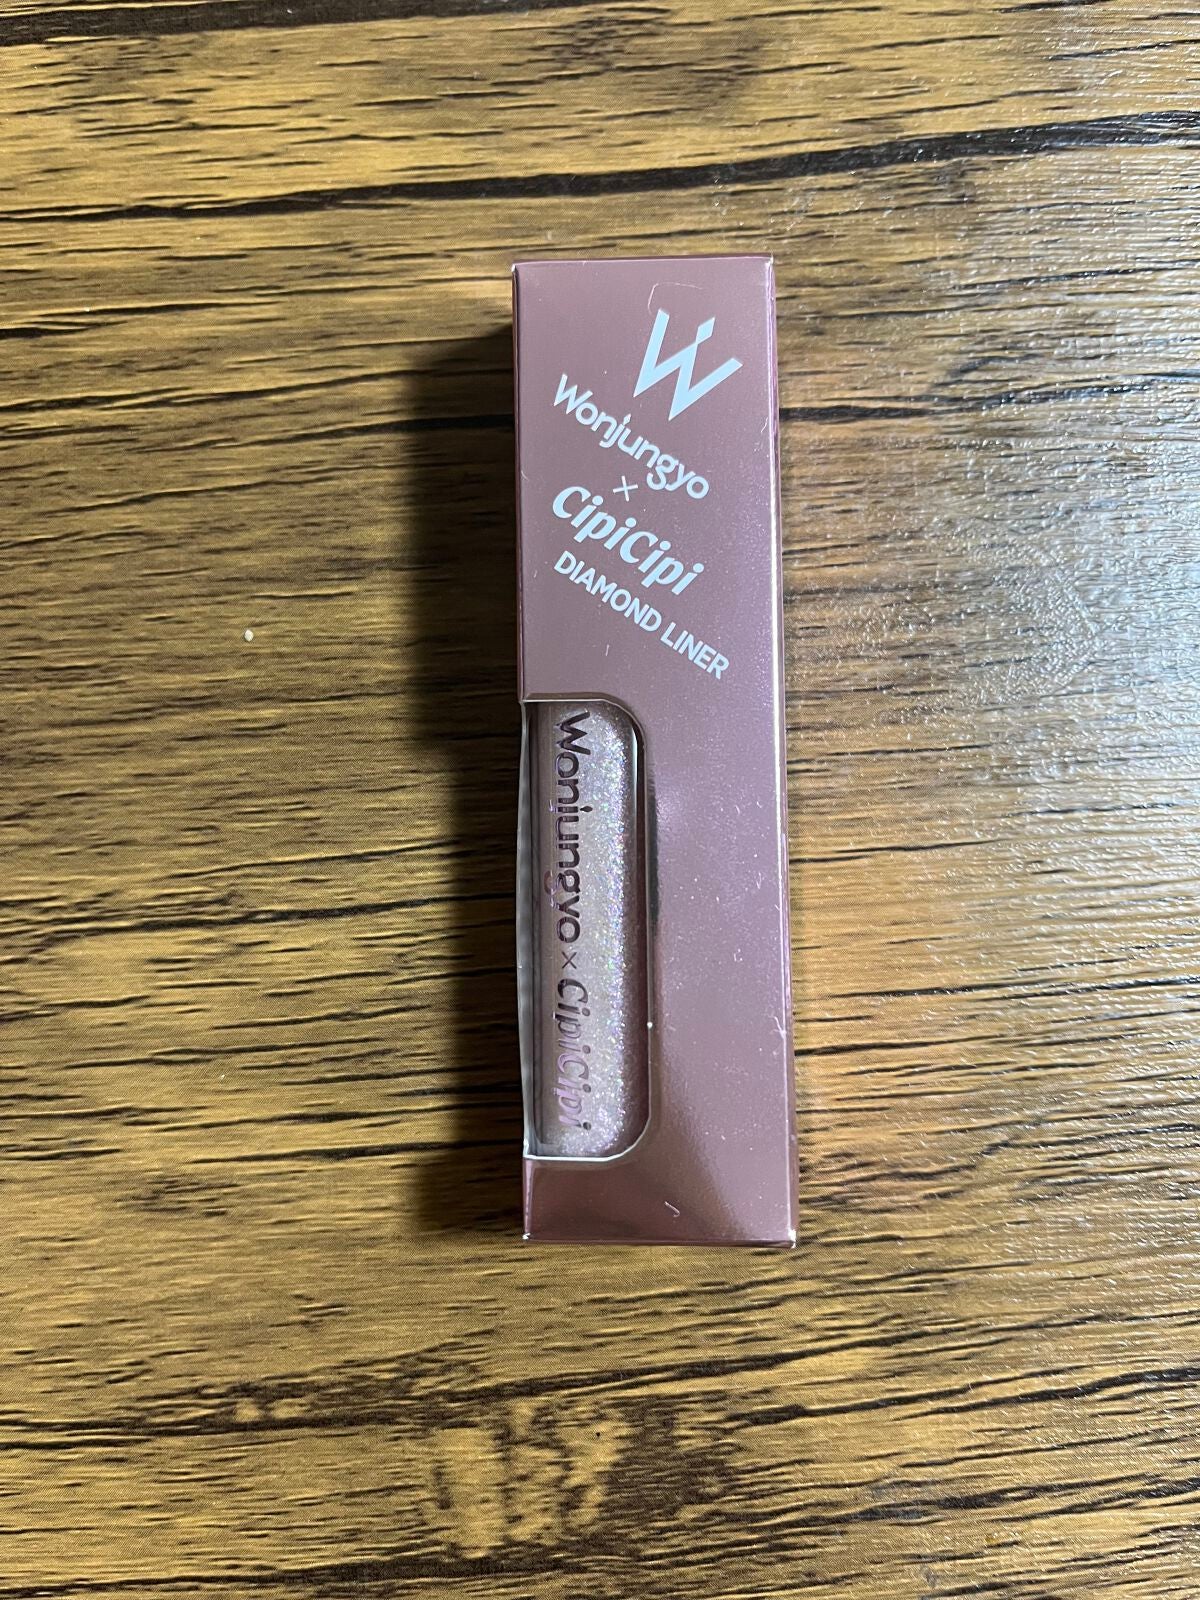 W
Wonjungyo
×
CipiCipi
DIAMOND LINER
Wonjungyo × CipiCipi